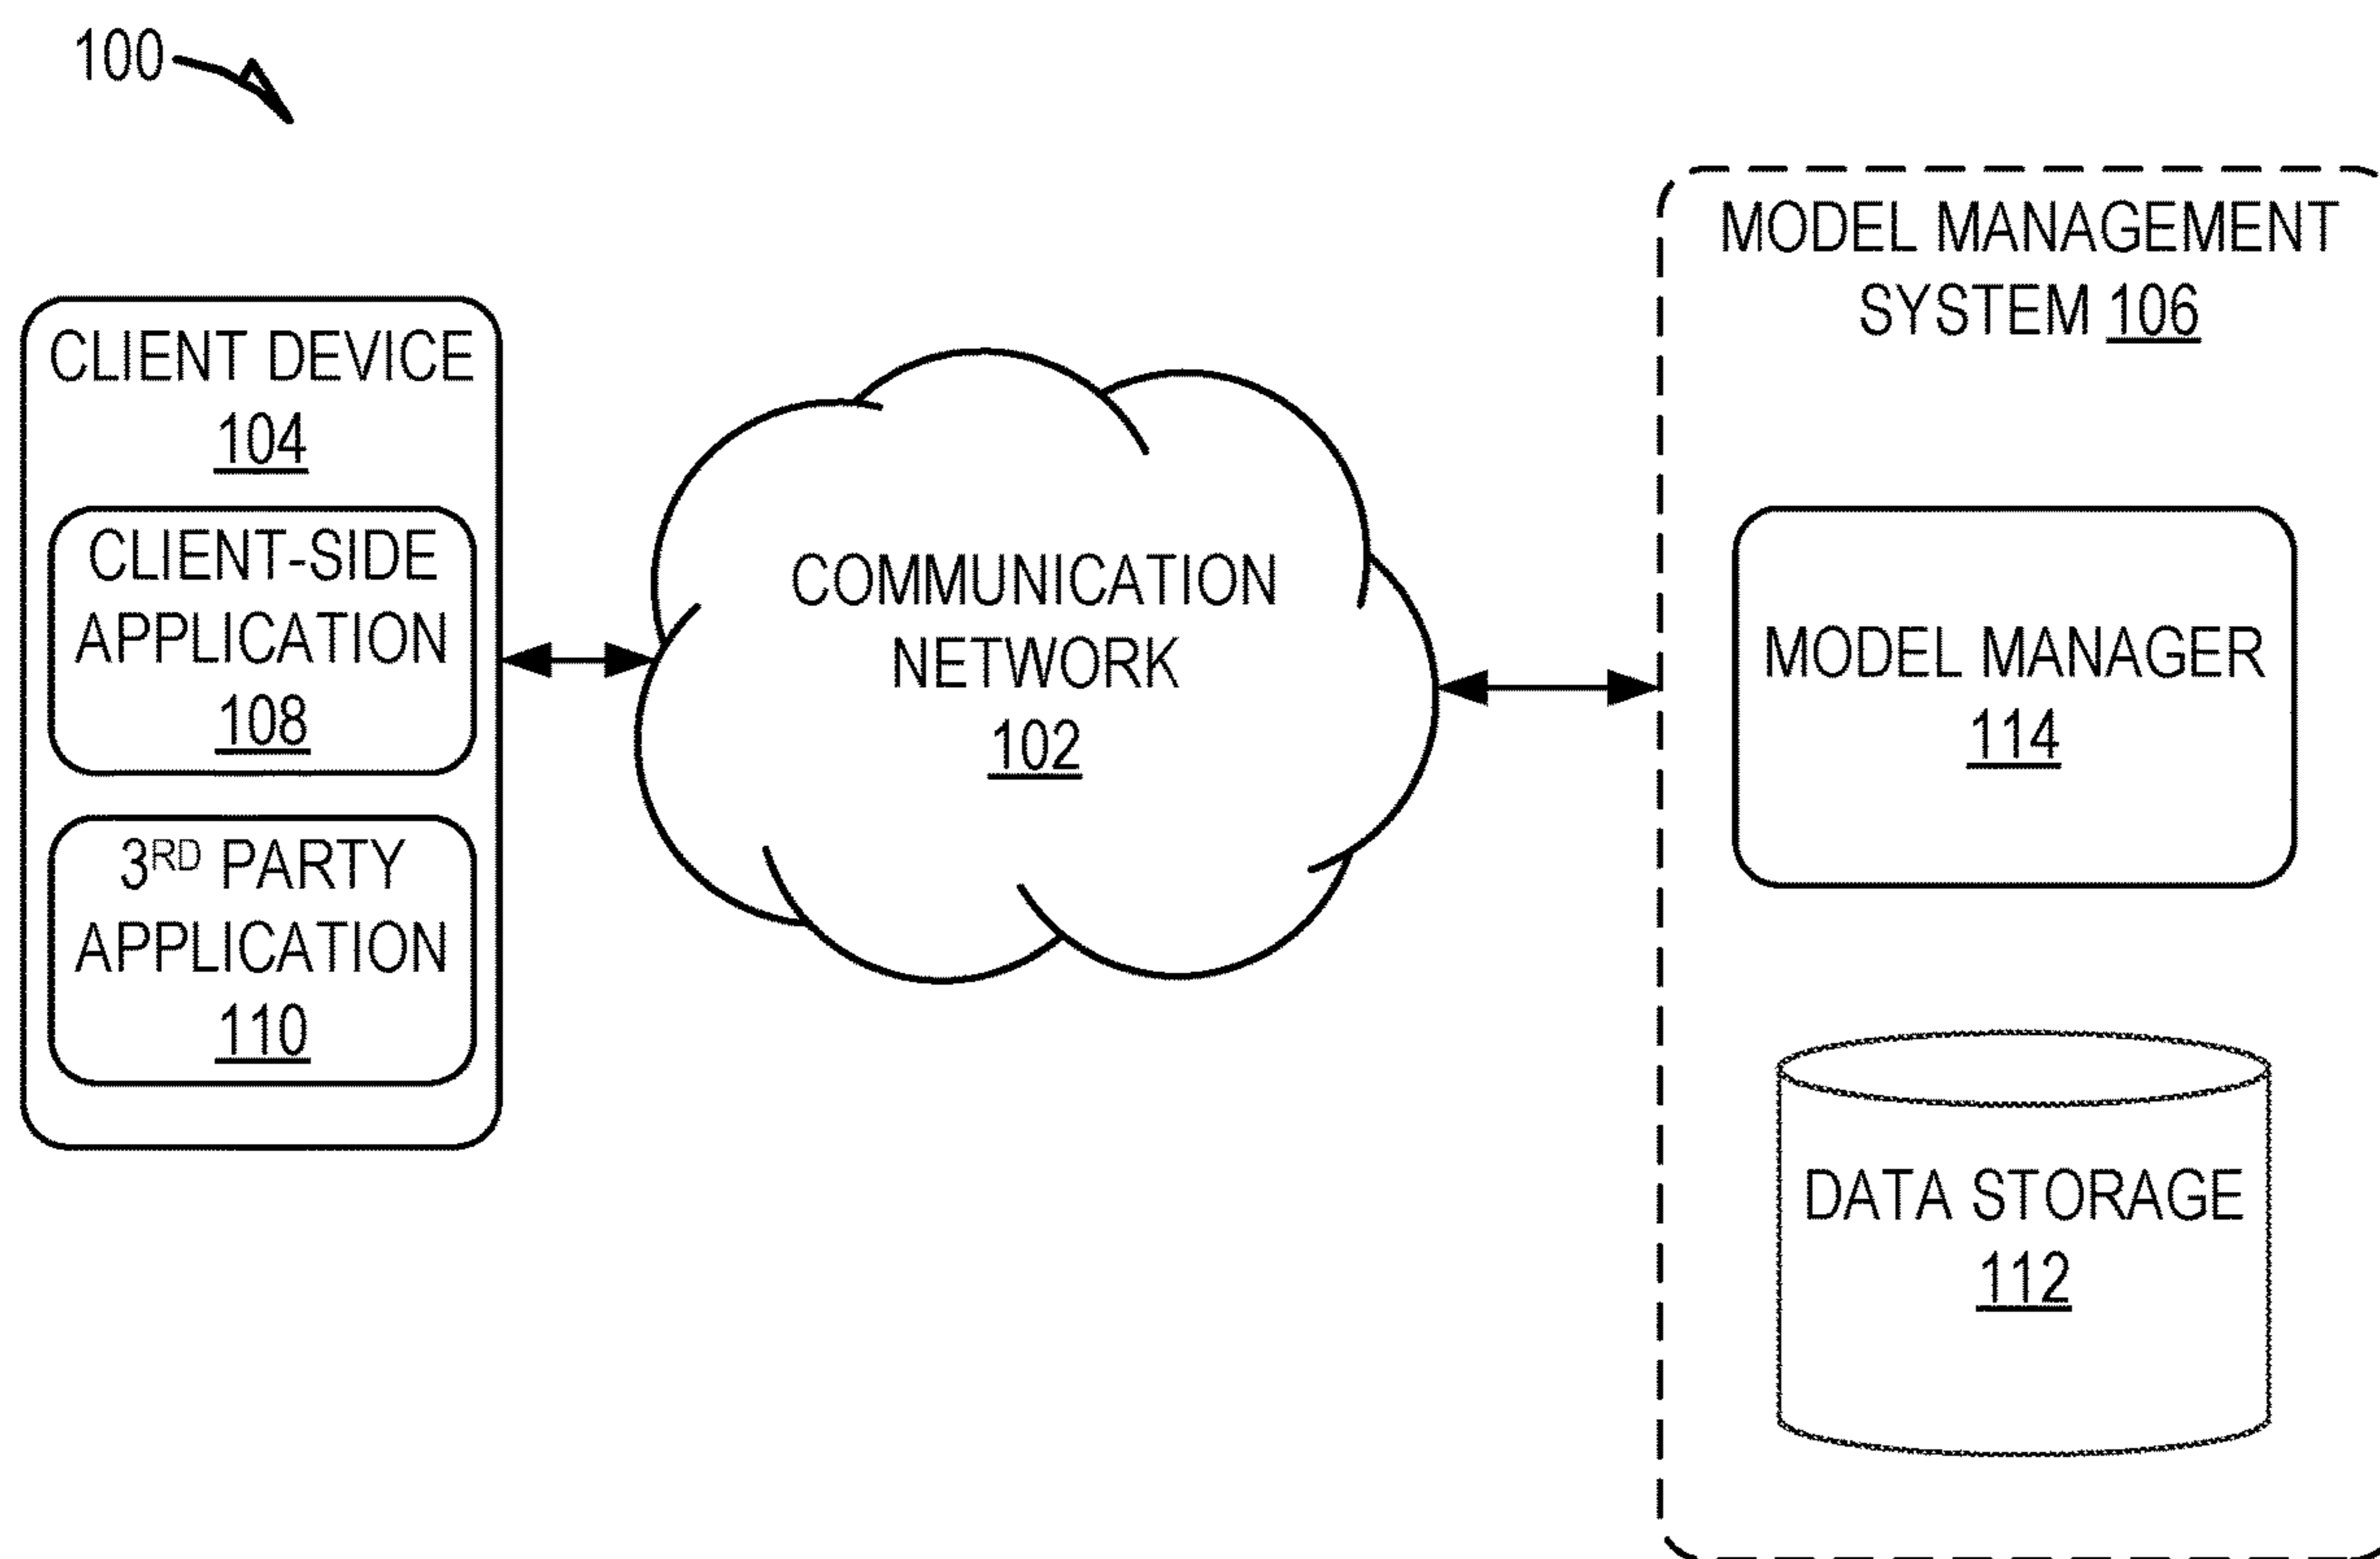 100
CLIENT DEVICE
104
CLIENT-SIDE
APPLICATION
108
3RD PARTY
APPLICATION
110
COMMUNICATION
NETWORK
102
MODEL MANAGEMENT
SYSTEM 106
MODEL MANAGER
114
DATA STORAGE
112